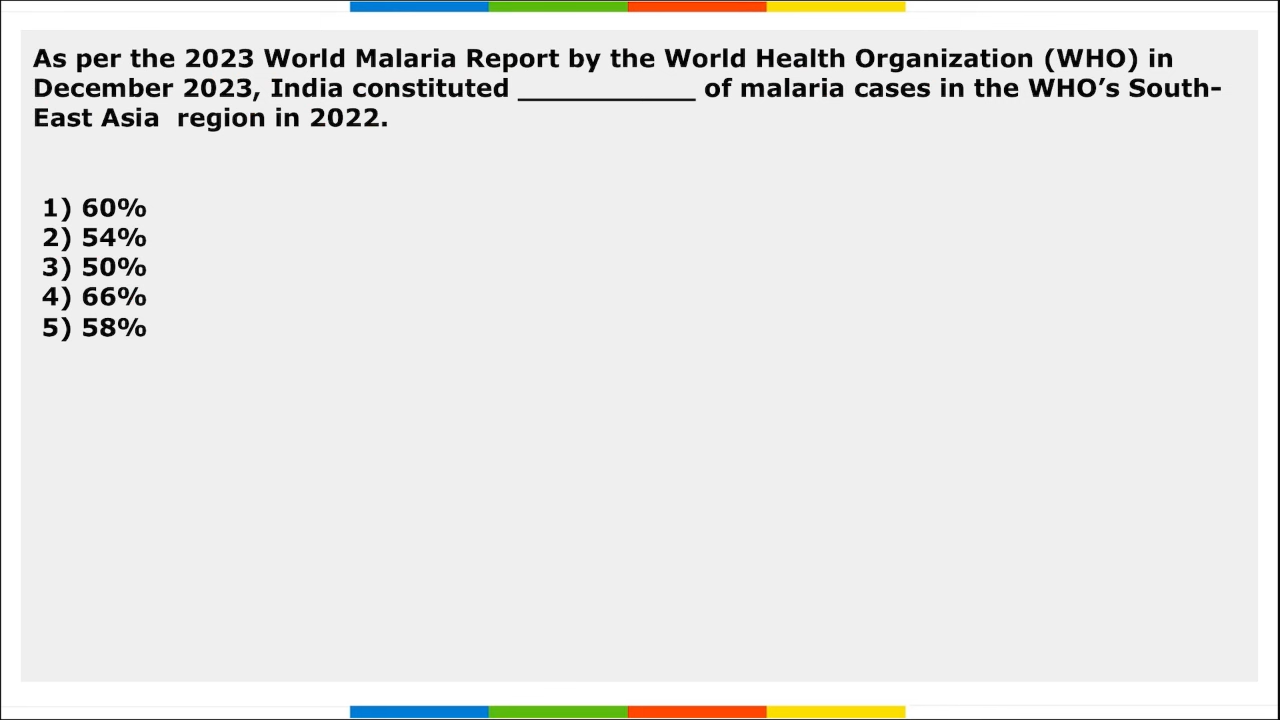 As per the 2023 World Malaria Report by the World Health Organization (WHO) in
December 2023, India constituted _____________ of malaria cases in the WHO’s South-
East Asia  region in 2022.
1) 60%
2) 54%
3) 50%
4) 66%
5) 58%